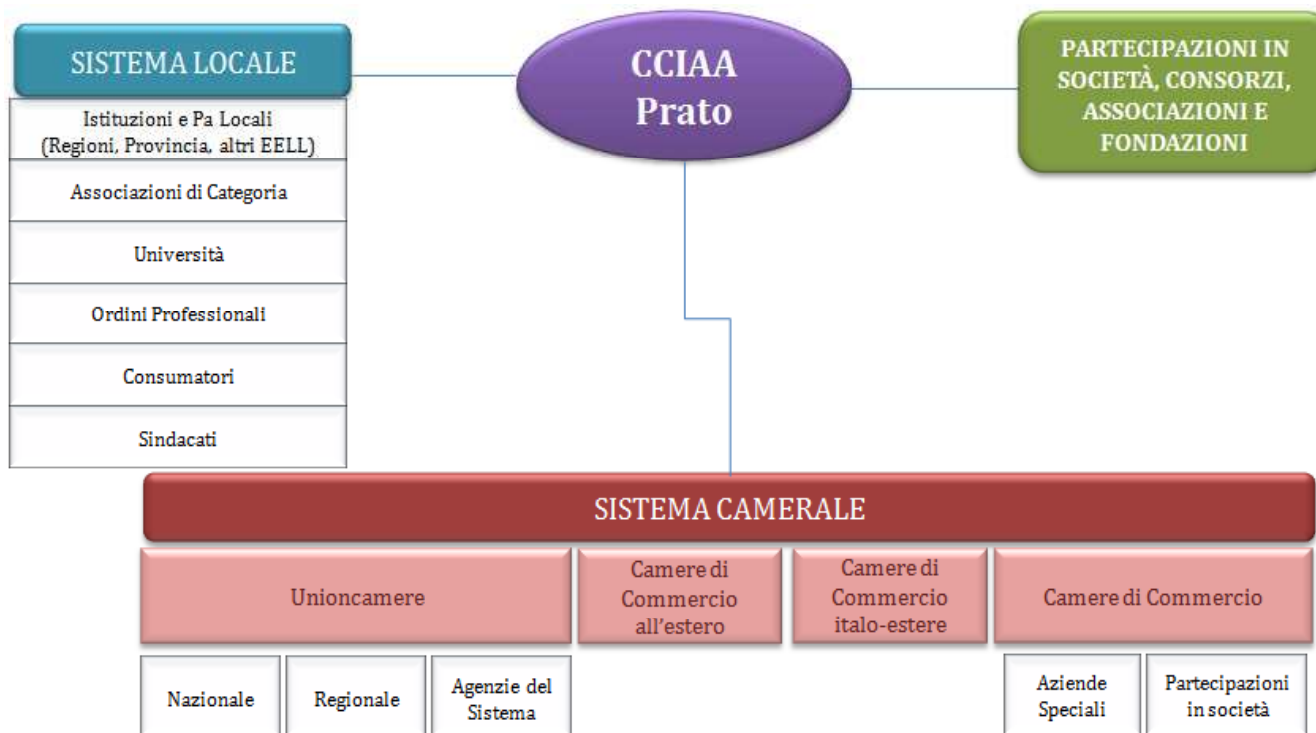 SISTEMA LOCALE
Istituzioni e Pa Locali
(Regioni, Provincia, altri EELL)
Associazioni di Categoria
Università
Ordini Professionali
Consumatori
Sindacati
CCIAA
Prato
PARTECIPAZIONI IN
SOCIETÀ, CONSORZI,
ASSOCIAZIONI E
FONDAZIONI
SISTEMA CAMERALE
Unioncamere
Camere di
Commercio
all'estero
Camere di
Commercio
italo-estere
Camere di Commercio
Nazionale
Regionale
Agenzie del
Sistema
Aziende
Speciali
Partecipazioni
in società